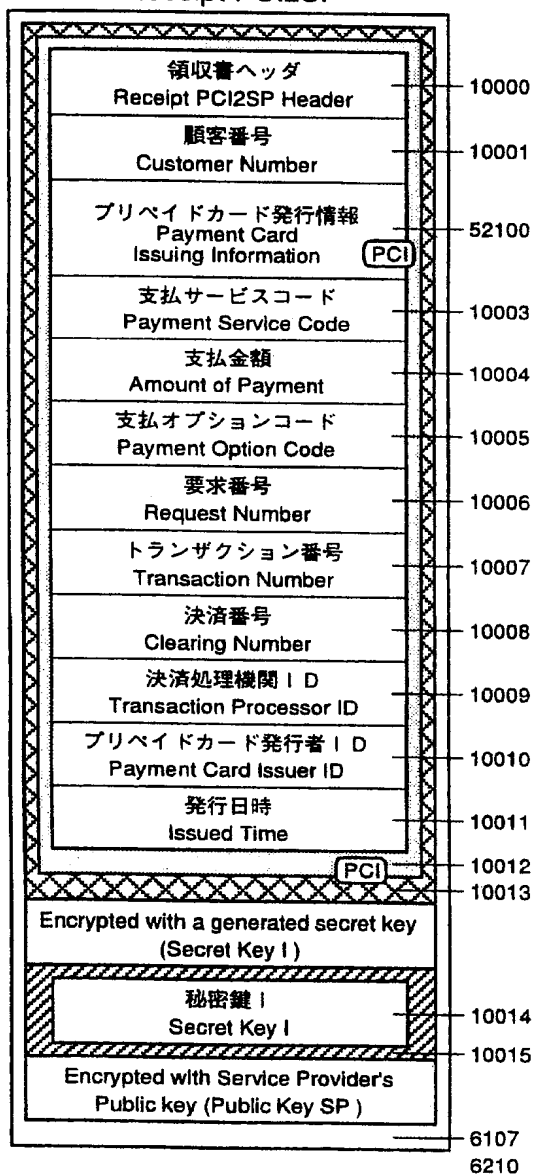 領収書ヘッダ
Receipt PCI2SP Header
10000
顧客番号
Customer Number
10001
プリペイドカード発行情報
Payment Card
Issuing Information
PCI
52100
支払サービスコード
Payment Service Code
10003
支払金額
Amount of Payment
10004
支払オプションコード
Payment Option Code
10005
要求番号
Request Number
10006
トランザクション番号
Transaction Number
10007
決済番号
Clearing Number
10008
決済処理機関ID
Transaction Processor ID
10009
プリペイドカード発行者ID
Payment Card Issuer ID
10010
発行日時
Issued Time
10011
PCI
10012
10013
Encrypted with a generated secret key
(Secret Key I)
秘密鍵I
Secret Key I
10014
10015
Encrypted with Service Provider's
Public key (Public Key SP )
6107
6210